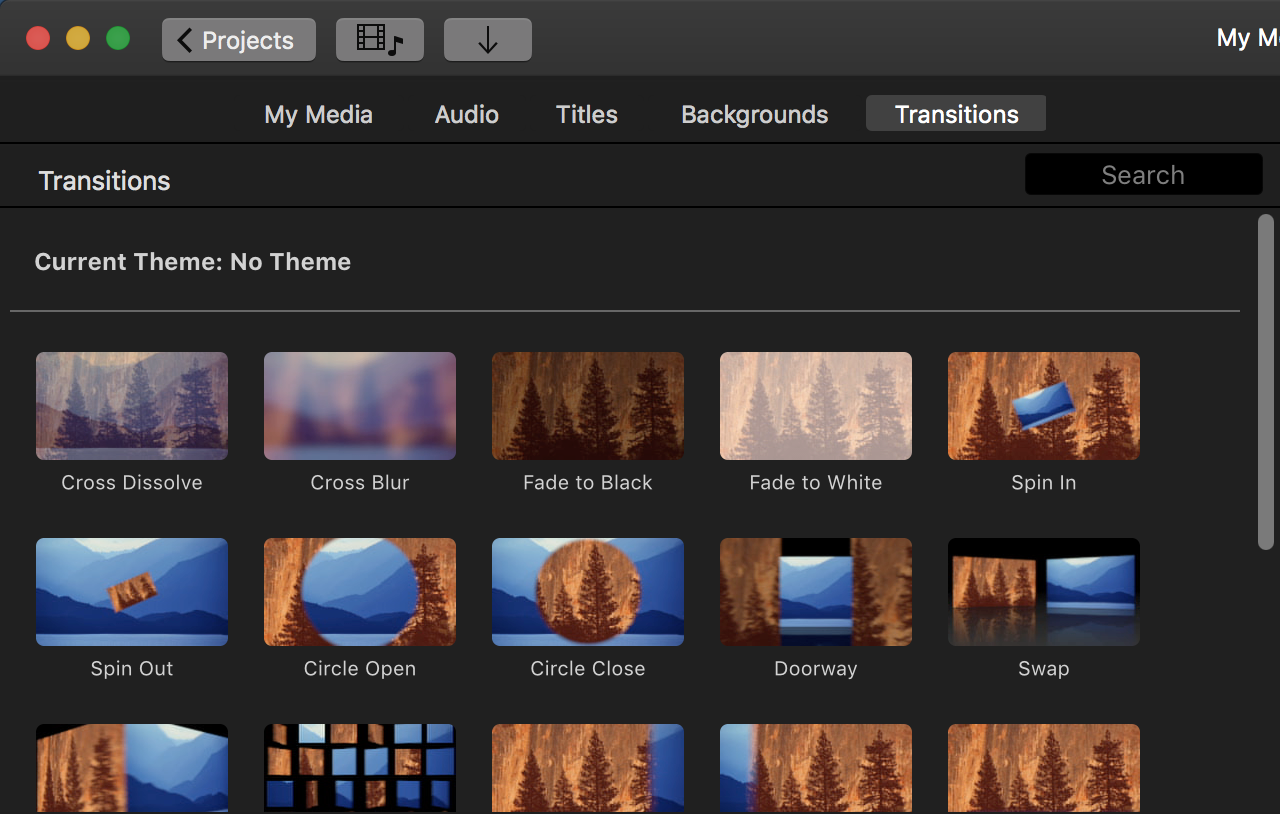 Projects
My M
My Media Audio Titles Backgrounds Transitions
Transitions
Search
Current Theme: No Theme
Cross Dissolve Cross Blur Fade to Black Fade to White Spin In
Spin Out Circle Open Circle Close Doorway Swap